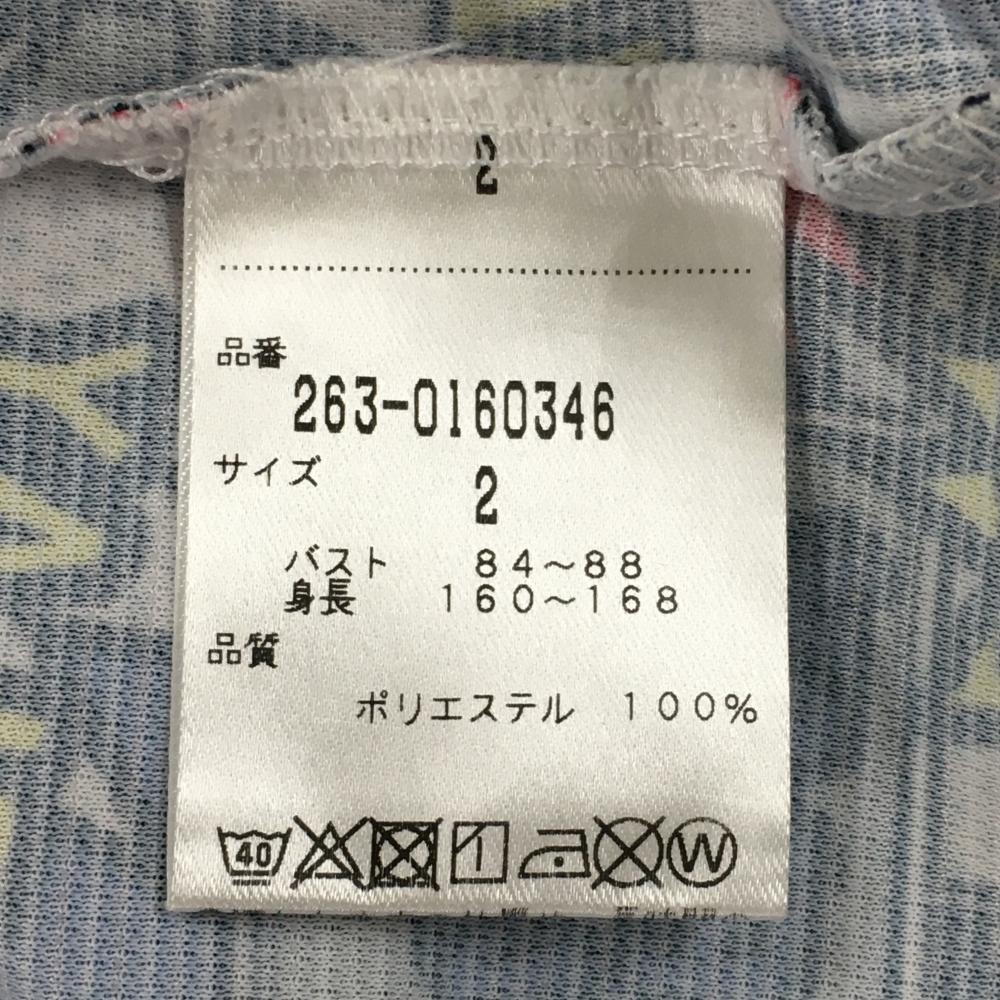 2
品番
263-0160346
サイズ
2
バスト 84～88
身長 160～168
品質
ポリエステル 100%
40 W